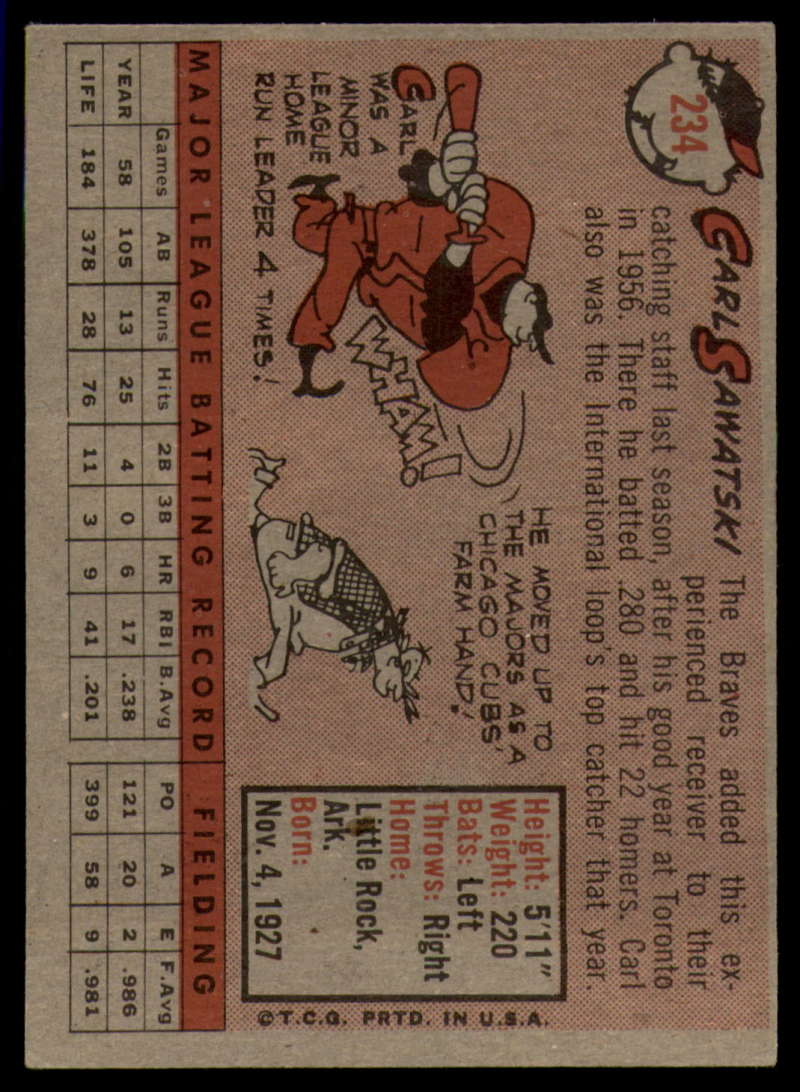 234
CARL SAWATSKI
The Braves added this ex-
perienced receiver to their
catching staff last season, after his good year at Toronto
in 1956. There he batted .280 and hit 22 homers. Carl
also was the International loop's top catcher that year.
CARL
WAS A
MINOR
LEAGUE
HOME
RUN LEADER 4 TIMES!
WHAM!
HE MOVED UP TO
THE MAJORS AS A
CHICAGO CUBS'
FARM HAND!
Height: 5'11"
Weight: 220
Bats: Left
Throws: Right
Home:
Little Rock,
Ark.
Born:
Nov. 4, 1927
©T.C.G. PRTD. IN U.S.A.
MAJOR LEAGUE BATTING RECORD FIELDING
Games AB Runs Hits 2B 3B HR RBI B.Avg PO A E F.Avg
YEAR 58 105 13 25 4 0 6 17 .238 121 20 2 .986
LIFE 184 378 28 76 11 3 9 41 .201 399 58 9 .981